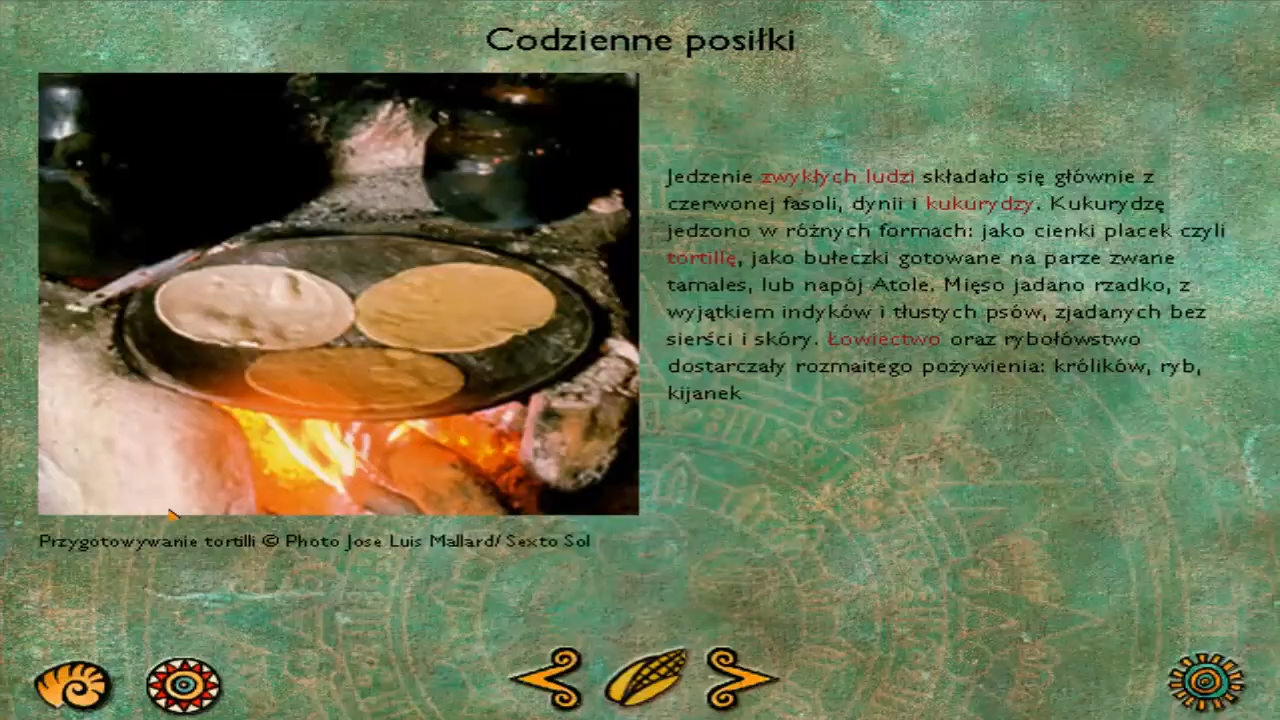 Codzienne posiłki
Jedzenie zwykłych ludzi składało się głównie z
czerwonej fasoli, dynii i kukurydzy. Kukurydzę
jedzono w różnych formach: jako cienki placek czyli
tortillę, jako bułeczki gotowane na parze zwane
tamales, lub napój Atole. Mięso jadano rzadko, z
wyjątkiem indyków i tłustych psów, zjadanych bez
sierści i skóry. Łowiectwo oraz rybołówstwo
dostarczały rozmaitego pożywienia: królików, ryb,
kijanek
Przygotowywanie tortilli © Photo Jose Luis Mallard/ Sexto Sol